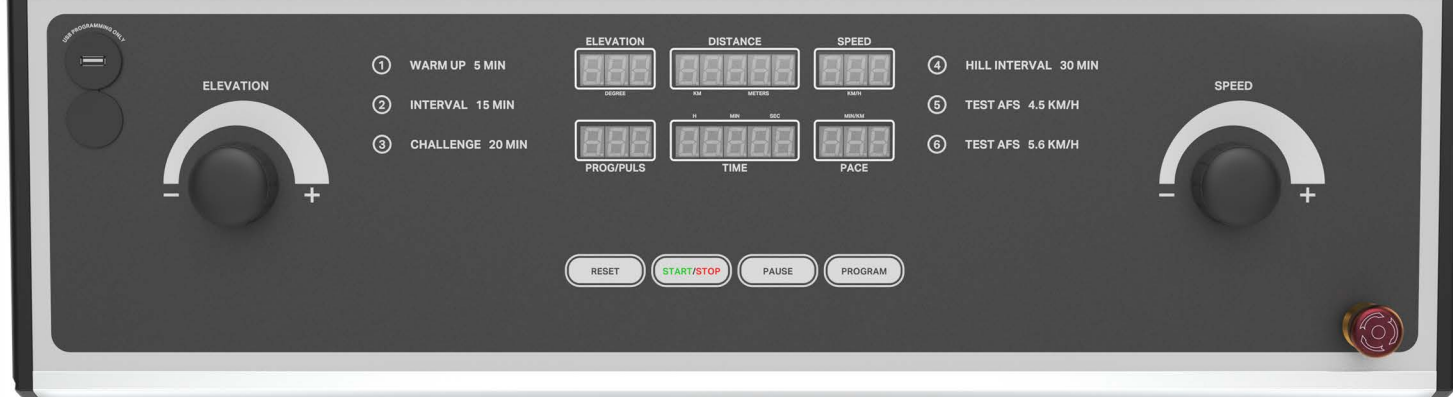 USB PROGRAMMING ONLY
ELEVATION
− +
① WARM UP 5 MIN
② INTERVAL 15 MIN
③ CHALLENGE 20 MIN
ELEVATION DISTANCE SPEED
DEGREE KM METERS KM/H
H MIN SEC MIN/KM
PROG/PULS TIME PACE
④ HILL INTERVAL 30 MIN
⑤ TEST AFS 4.5 KM/H
⑥ TEST AFS 5.6 KM/H
SPEED
− +
RESET START/STOP PAUSE PROGRAM